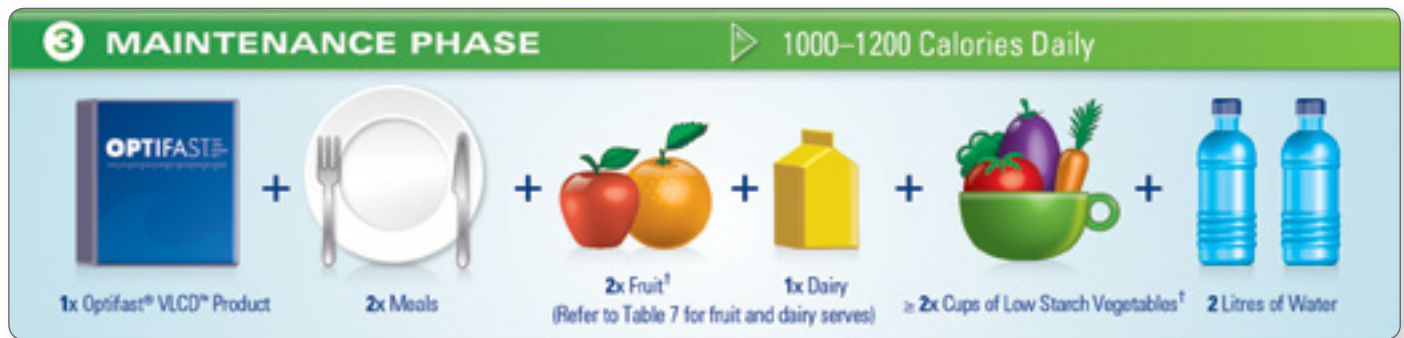 3 MAINTENANCE PHASE
1000–1200 Calories Daily
OPTIFAST
+ + + + +
1x Optifast® VLCD™ Product
2x Meals
2x Fruit†
1x Dairy
(Refer to Table 7 for fruit and dairy serves)
≥ 2x Cups of Low Starch Vegetables†
2 Litres of Water